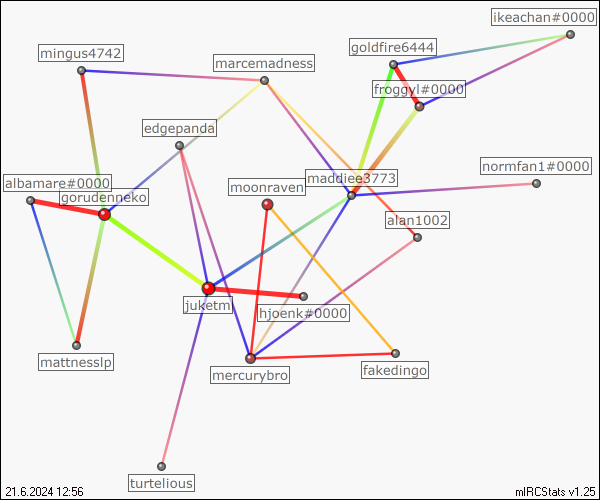 ikeachan#0000
goldfire6444
mingus4742
marcemadness
froggyl#0000
edgepanda
normfan1#0000
maddiee3773
albamare#0000
moonraven
gorudenneko
alan1002
juketm
hjoenk#0000
mattnesslp
fakedingo
mercurybro
turtelious
21.6.2024 12:56
mIRCStats v1.25